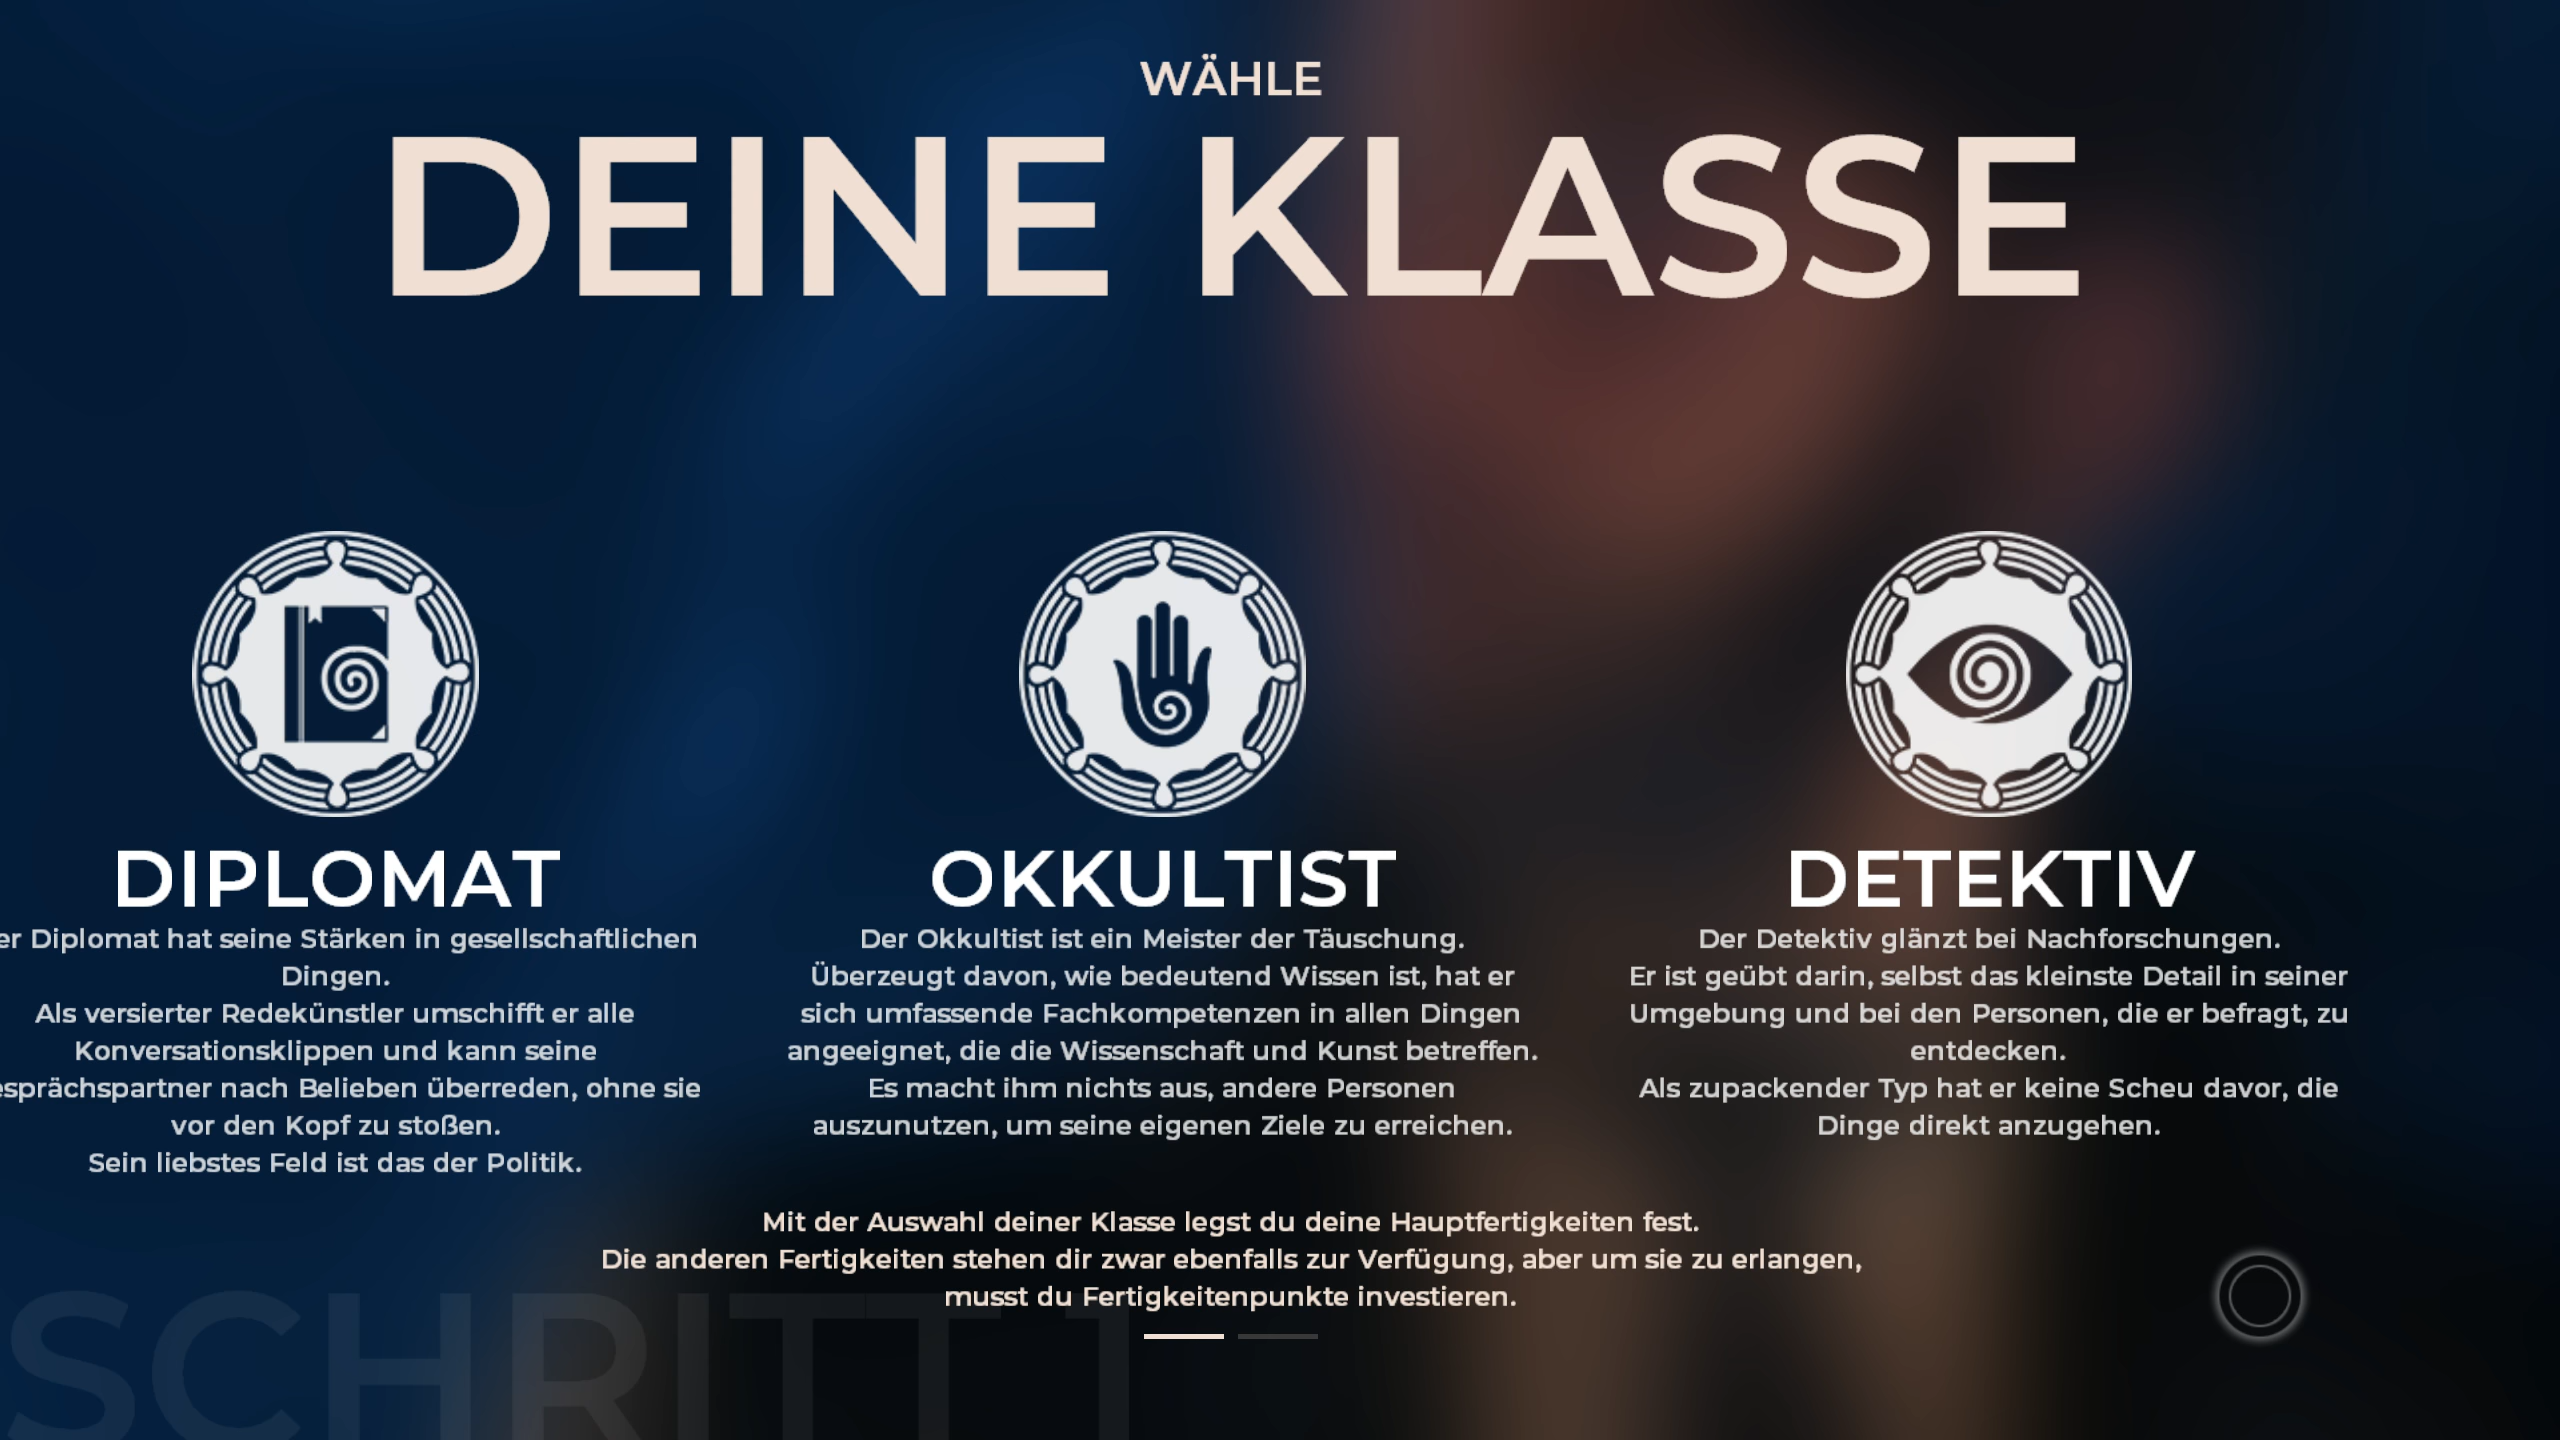 WÄHLE
DEINE KLASSE
DIPLOMAT
er Diplomat hat seine Stärken in gesellschaftlichen
Dingen.
Als versierter Redekünstler umschifft er alle
Konversationsklippen und kann seine
esprächspartner nach Belieben überreden, ohne sie
vor den Kopf zu stoßen.
Sein liebstes Feld ist das der Politik.
OKKULTIST
Der Okkultist ist ein Meister der Täuschung.
Überzeugt davon, wie bedeutend Wissen ist, hat er
sich umfassende Fachkompetenzen in allen Dingen
angeeignet, die die Wissenschaft und Kunst betreffen.
Es macht ihm nichts aus, andere Personen
auszunutzen, um seine eigenen Ziele zu erreichen.
DETEKTIV
Der Detektiv glänzt bei Nachforschungen.
Er ist geübt darin, selbst das kleinste Detail in seiner
Umgebung und bei den Personen, die er befragt, zu
entdecken.
Als zupackender Typ hat er keine Scheu davor, die
Dinge direkt anzugehen.
Mit der Auswahl deiner Klasse legst du deine Hauptfertigkeiten fest.
Die anderen Fertigkeiten stehen dir zwar ebenfalls zur Verfügung, aber um sie zu erlangen,
musst du Fertigkeitenpunkte investieren.
SCHRITT 1